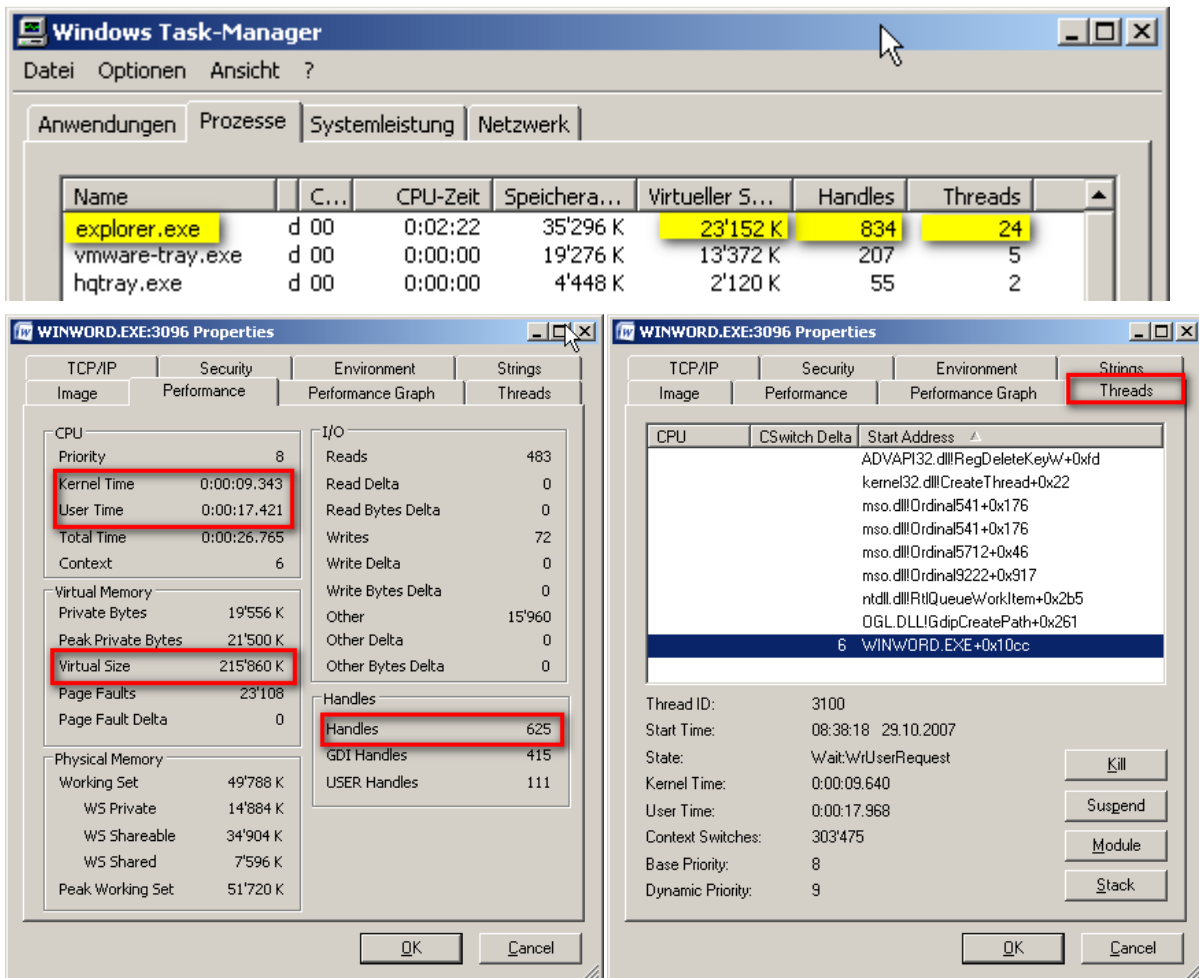 Windows Task-Manager
Datei Optionen Ansicht ?
Anwendungen Prozesse Systemleistung Netzwerk
Name C... CPU-Zeit Speichera... Virtueller S... Handles Threads
explorer.exe d 00 0:02:22 35'296 K 23'152 K 834 24
vmware-tray.exe d 00 0:00:00 19'276 K 13'372 K 207 5
hqtray.exe d 00 0:00:00 4'448 K 2'120 K 55 2
WINWORD.EXE:3096 Properties
TCP/IP Security Environment Strings
Image Performance Performance Graph Threads
CPU
Priority 8
Kernel Time 0:00:09.343
User Time 0:00:17.421
Total Time 0:00:26.765
Context 6
Virtual Memory
Private Bytes 19'556 K
Peak Private Bytes 21'500 K
Virtual Size 215'860 K
Page Faults 23'108
Page Fault Delta 0
Physical Memory
Working Set 49'788 K
WS Private 14'884 K
WS Shareable 34'904 K
WS Shared 7'596 K
Peak Working Set 51'720 K
I/O
Reads 483
Read Delta 0
Read Bytes Delta 0
Writes 72
Write Delta 0
Write Bytes Delta 0
Other 15'960
Other Delta 0
Other Bytes Delta 0
Handles
Handles 625
GDI Handles 415
USER Handles 111
OK Cancel
WINWORD.EXE:3096 Properties
TCP/IP Security Environment Strings
Image Performance Performance Graph Threads
CPU CSwitch Delta Start Address
ADVAPI32.dll!RegDeleteKeyW+0xfd
kernel32.dll!CreateThread+0x22
mso.dll!Ordinal541+0x176
mso.dll!Ordinal541+0x176
mso.dll!Ordinal5712+0x46
mso.dll!Ordinal9222+0x917
ntdll.dll!RtlQueueWorkItem+0x2b5
OGL.DLL!GdipCreatePath+0x261
6 WINWORD.EXE+0x10cc
Thread ID: 3100
Start Time: 08:38:18 29.10.2007
State: Wait:WrUserRequest
Kernel Time: 0:00:09.640
User Time: 0:00:17.968
Context Switches: 303'475
Base Priority: 8
Dynamic Priority: 9
Kill
Suspend
Module
Stack
OK Cancel